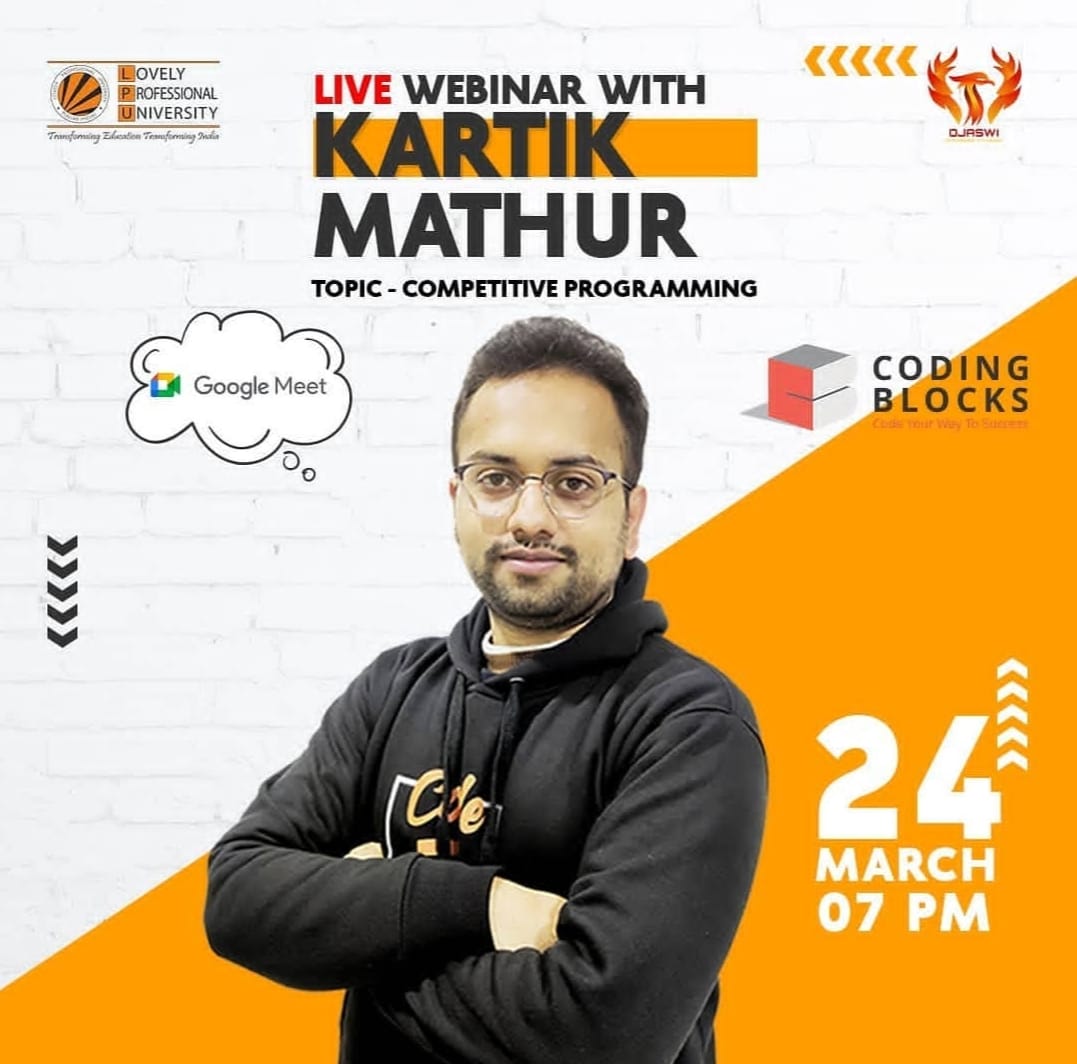 LOVELY
PROFESSIONAL
UNIVERSITY
Transforming Education Transforming India
LIVE WEBINAR WITH
KARTIK
MATHUR
TOPIC - COMPETITIVE PROGRAMMING
OJASWI
Google Meet
CODING
BLOCKS
Code Your Way To Success
Code
24
MARCH
07 PM